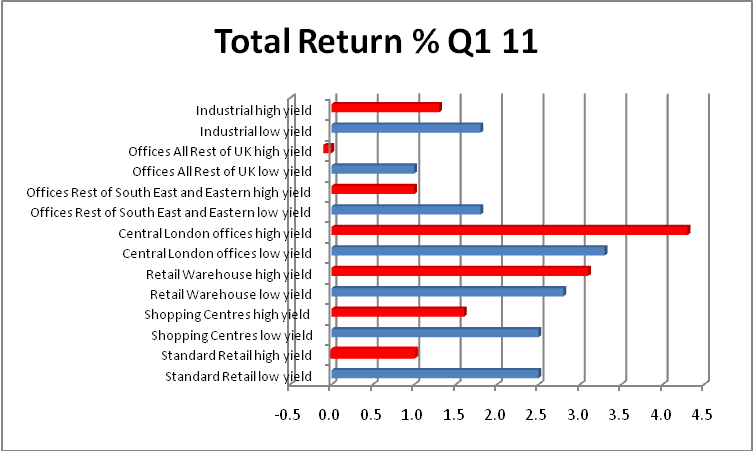 Total Return % Q1 11
Industrial high yield
Industrial low yield
Offices All Rest of UK high yield
Offices All Rest of UK low yield
Offices Rest of South East and Eastern high yield
Offices Rest of South East and Eastern low yield
Central London offices high yield
Central London offices low yield
Retail Warehouse high yield
Retail Warehouse low yield
Shopping Centres high yield
Shopping Centres low yield
Standard Retail high yield
Standard Retail low yield
-0.5 0.0 0.5 1.0 1.5 2.0 2.5 3.0 3.5 4.0 4.5